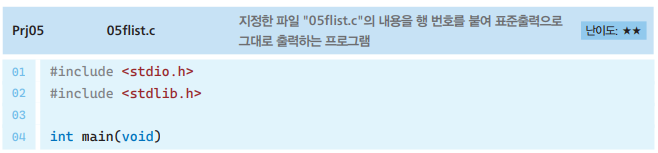 Prj05 05flist.c 지정한 파일 "05flist.c"의 내용을 행 번호를 붙여 표준출력으로 난이도: ★★
그대로 출력하는 프로그램
01 #include <stdio.h>
02 #include <stdlib.h>
03
04 int main(void)